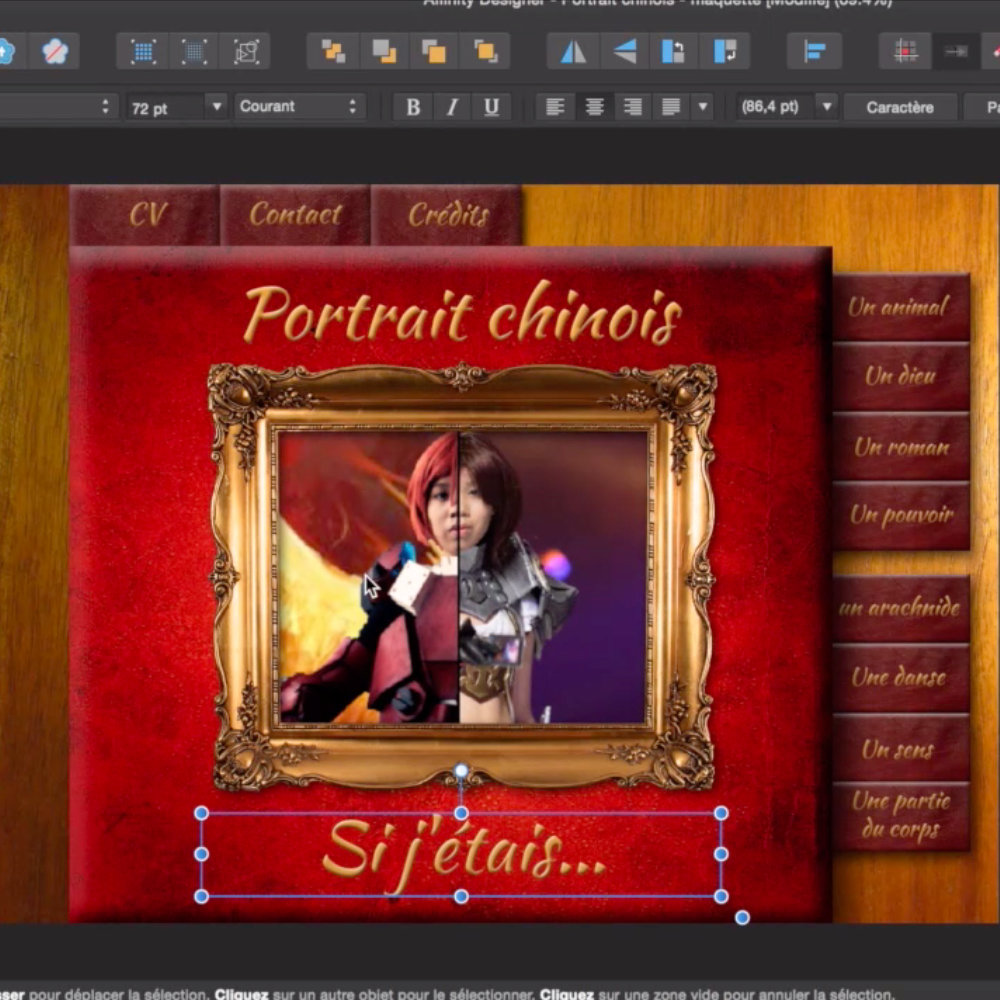 Affinity Designer - Portrait chinois - maquette [Modifié] (69.4%)
72 pt
Courant
B I U
(86,4 pt)
Caractère
CV
Contact
Crédits
Portrait chinois
Un animal
Un dieu
Un roman
Un pouvoir
un arachnide
Une danse
Un sens
Une partie
du corps
Si j'étais...
pour déplacer la sélection. Cliquez sur un autre objet pour le sélectionner. Cliquez sur une zone vide pour annuler la sélection.